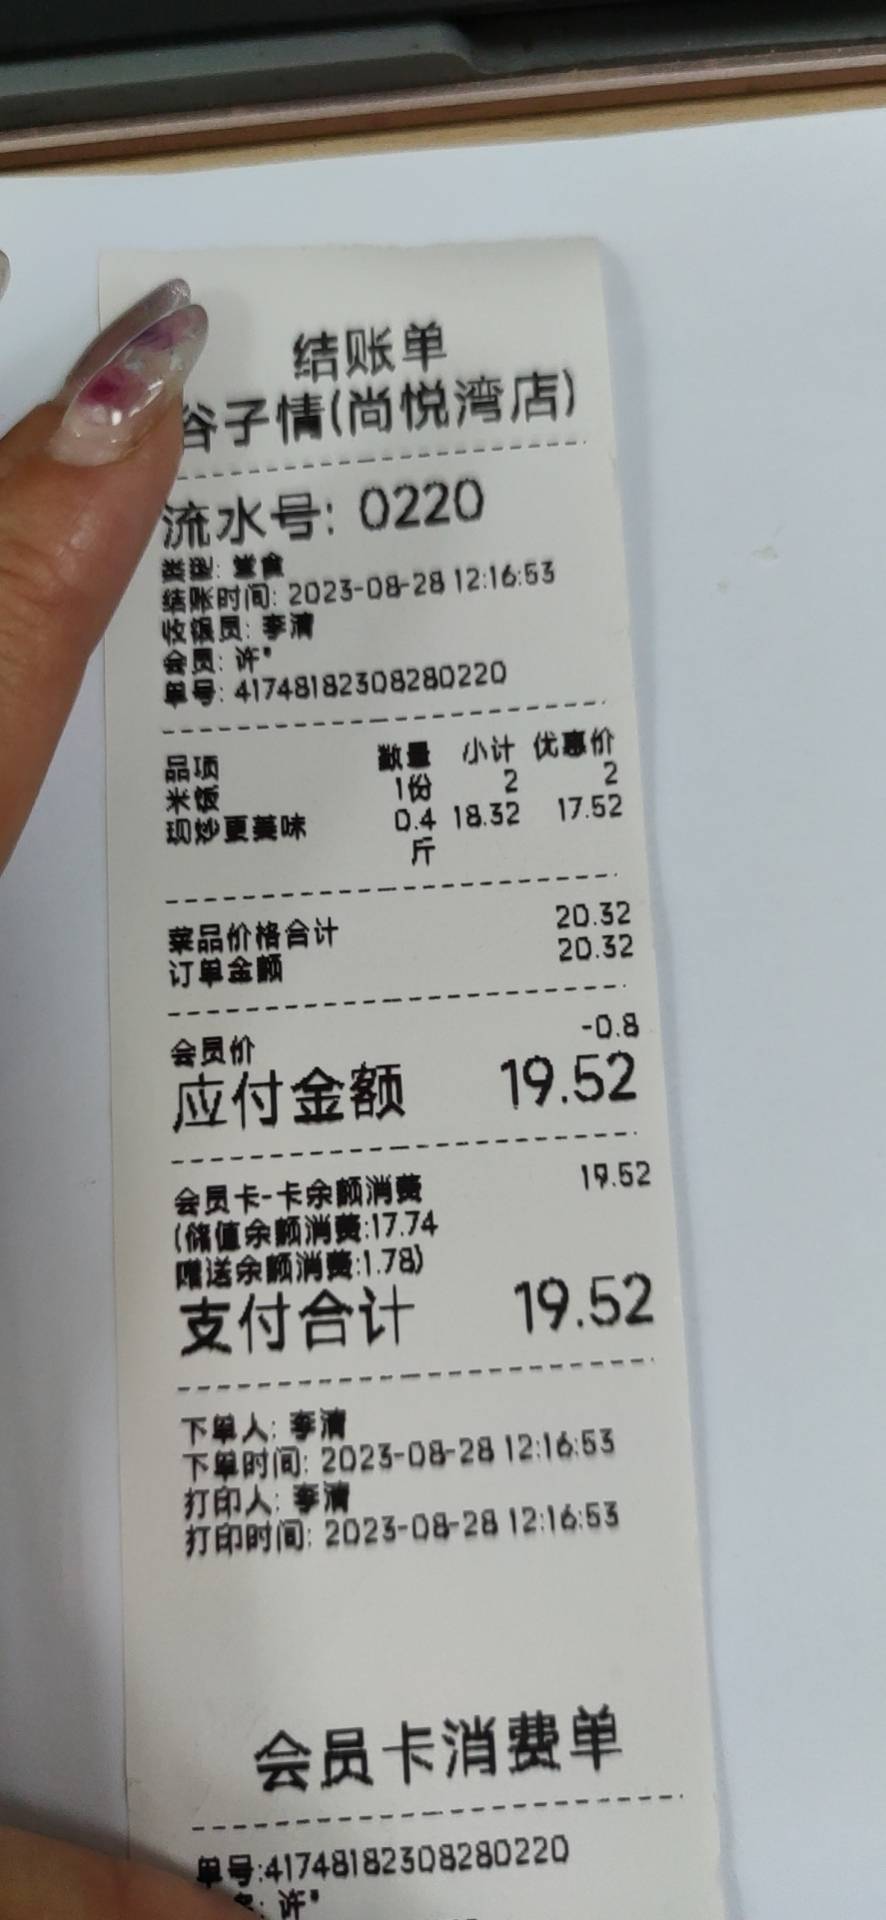 结账单
谷子情(尚悦湾店)
流水号: 0220
类型: 堂食
结账时间: 2023-08-28 12:16:53
收银员: 李清
会员: 许*
单号: 41748182308280220
品项 数量 小计 优惠价
米饭 1份 2 2
现炒更美味 0.4 18.32 17.52
斤
菜品价格合计 20.32
订单金额 20.32
会员价 -0.8
应付金额 19.52
会员卡-卡余额消费 19.52
(储值余额消费:17.74
赠送余额消费:1.78)
支付合计 19.52
下单人: 李清
下单时间: 2023-08-28 12:16:53
打印人: 李清
打印时间: 2023-08-28 12:16:53
会员卡消费单
单号:41748182308280220
: 许*